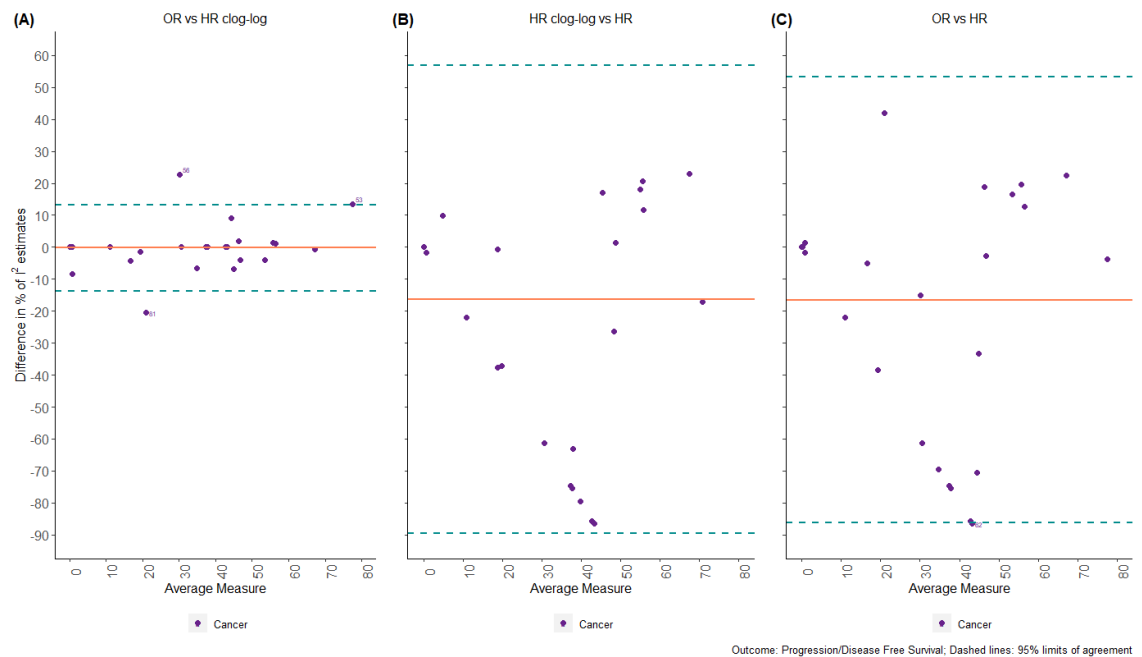 (A) OR vs HR clog-log
(B) HR clog-log vs HR
(C) OR vs HR
Difference in % of I² estimates
60
50
40
30
20
10
0
-10
-20
-30
-40
-50
-60
-70
-80
-90
56
53
61
62
0 10 20 30 40 50 60 70 80
0 10 20 30 40 50 60 70 80
0 10 20 30 40 50 60 70 80
Average Measure
Average Measure
Average Measure
Cancer
Cancer
Cancer
Outcome: Progression/Disease Free Survival; Dashed lines: 95% limits of agreement